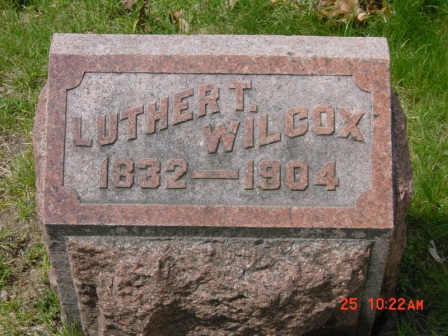 LUTHER T.
WILCOX
1832 — 1904
25 10:22AM